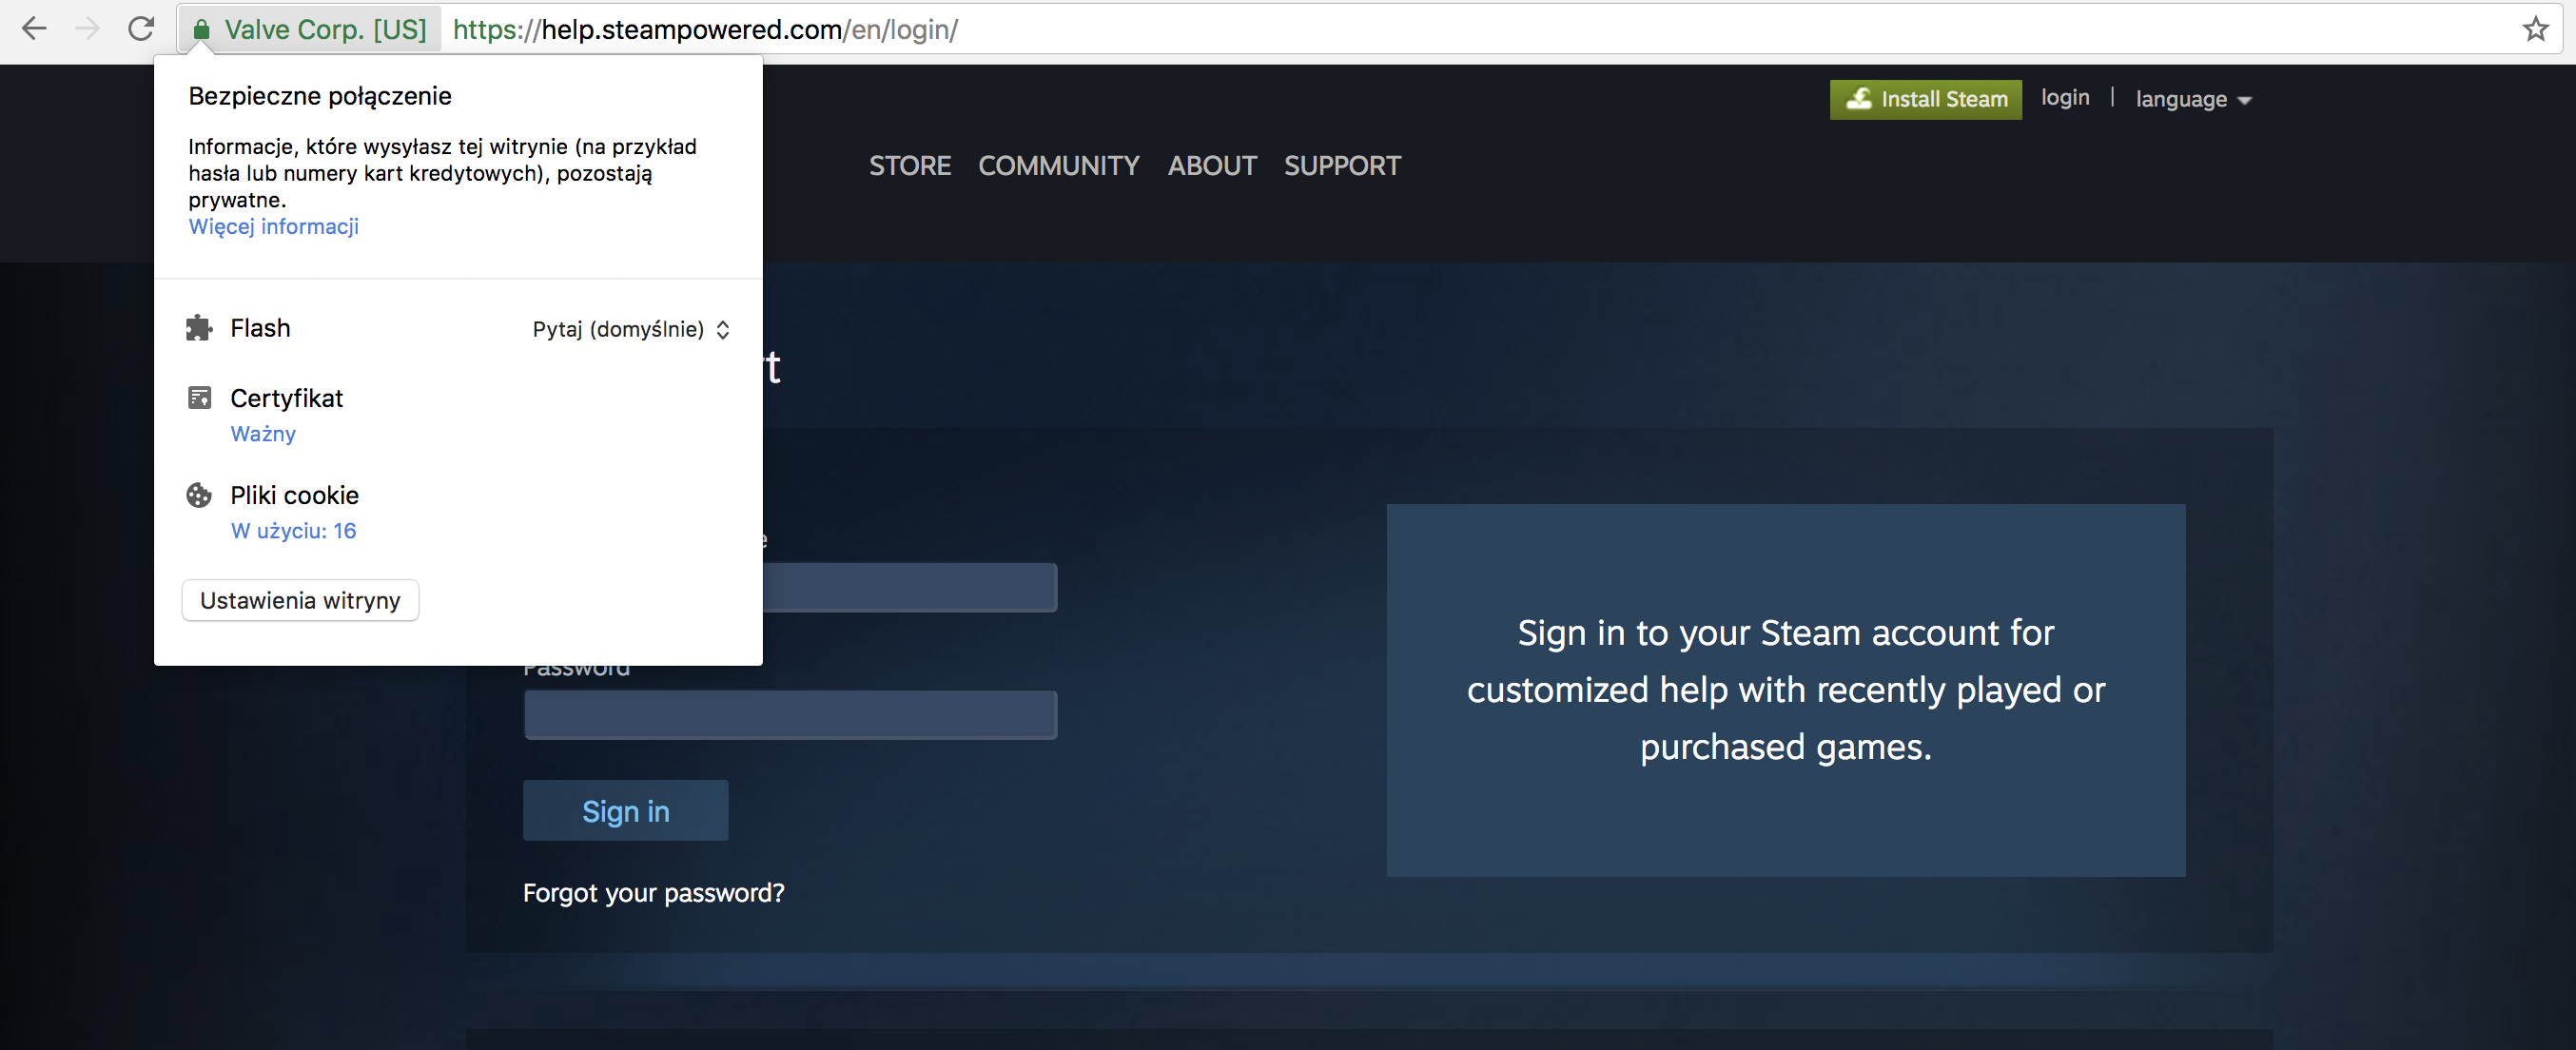 Valve Corp. [US] https://help.steampowered.com/en/login/
Bezpieczne połączenie
Informacje, które wysyłasz tej witrynie (na przykład
hasła lub numery kart kredytowych), pozostają
prywatne.
Więcej informacji
Flash Pytaj (domyślnie)
Certyfikat
Ważny
Pliki cookie
W użyciu: 16
Ustawienia witryny
Install Steam login | language
STORE COMMUNITY ABOUT SUPPORT
Password
Sign in
Forgot your password?
Sign in to your Steam account for
customized help with recently played or
purchased games.